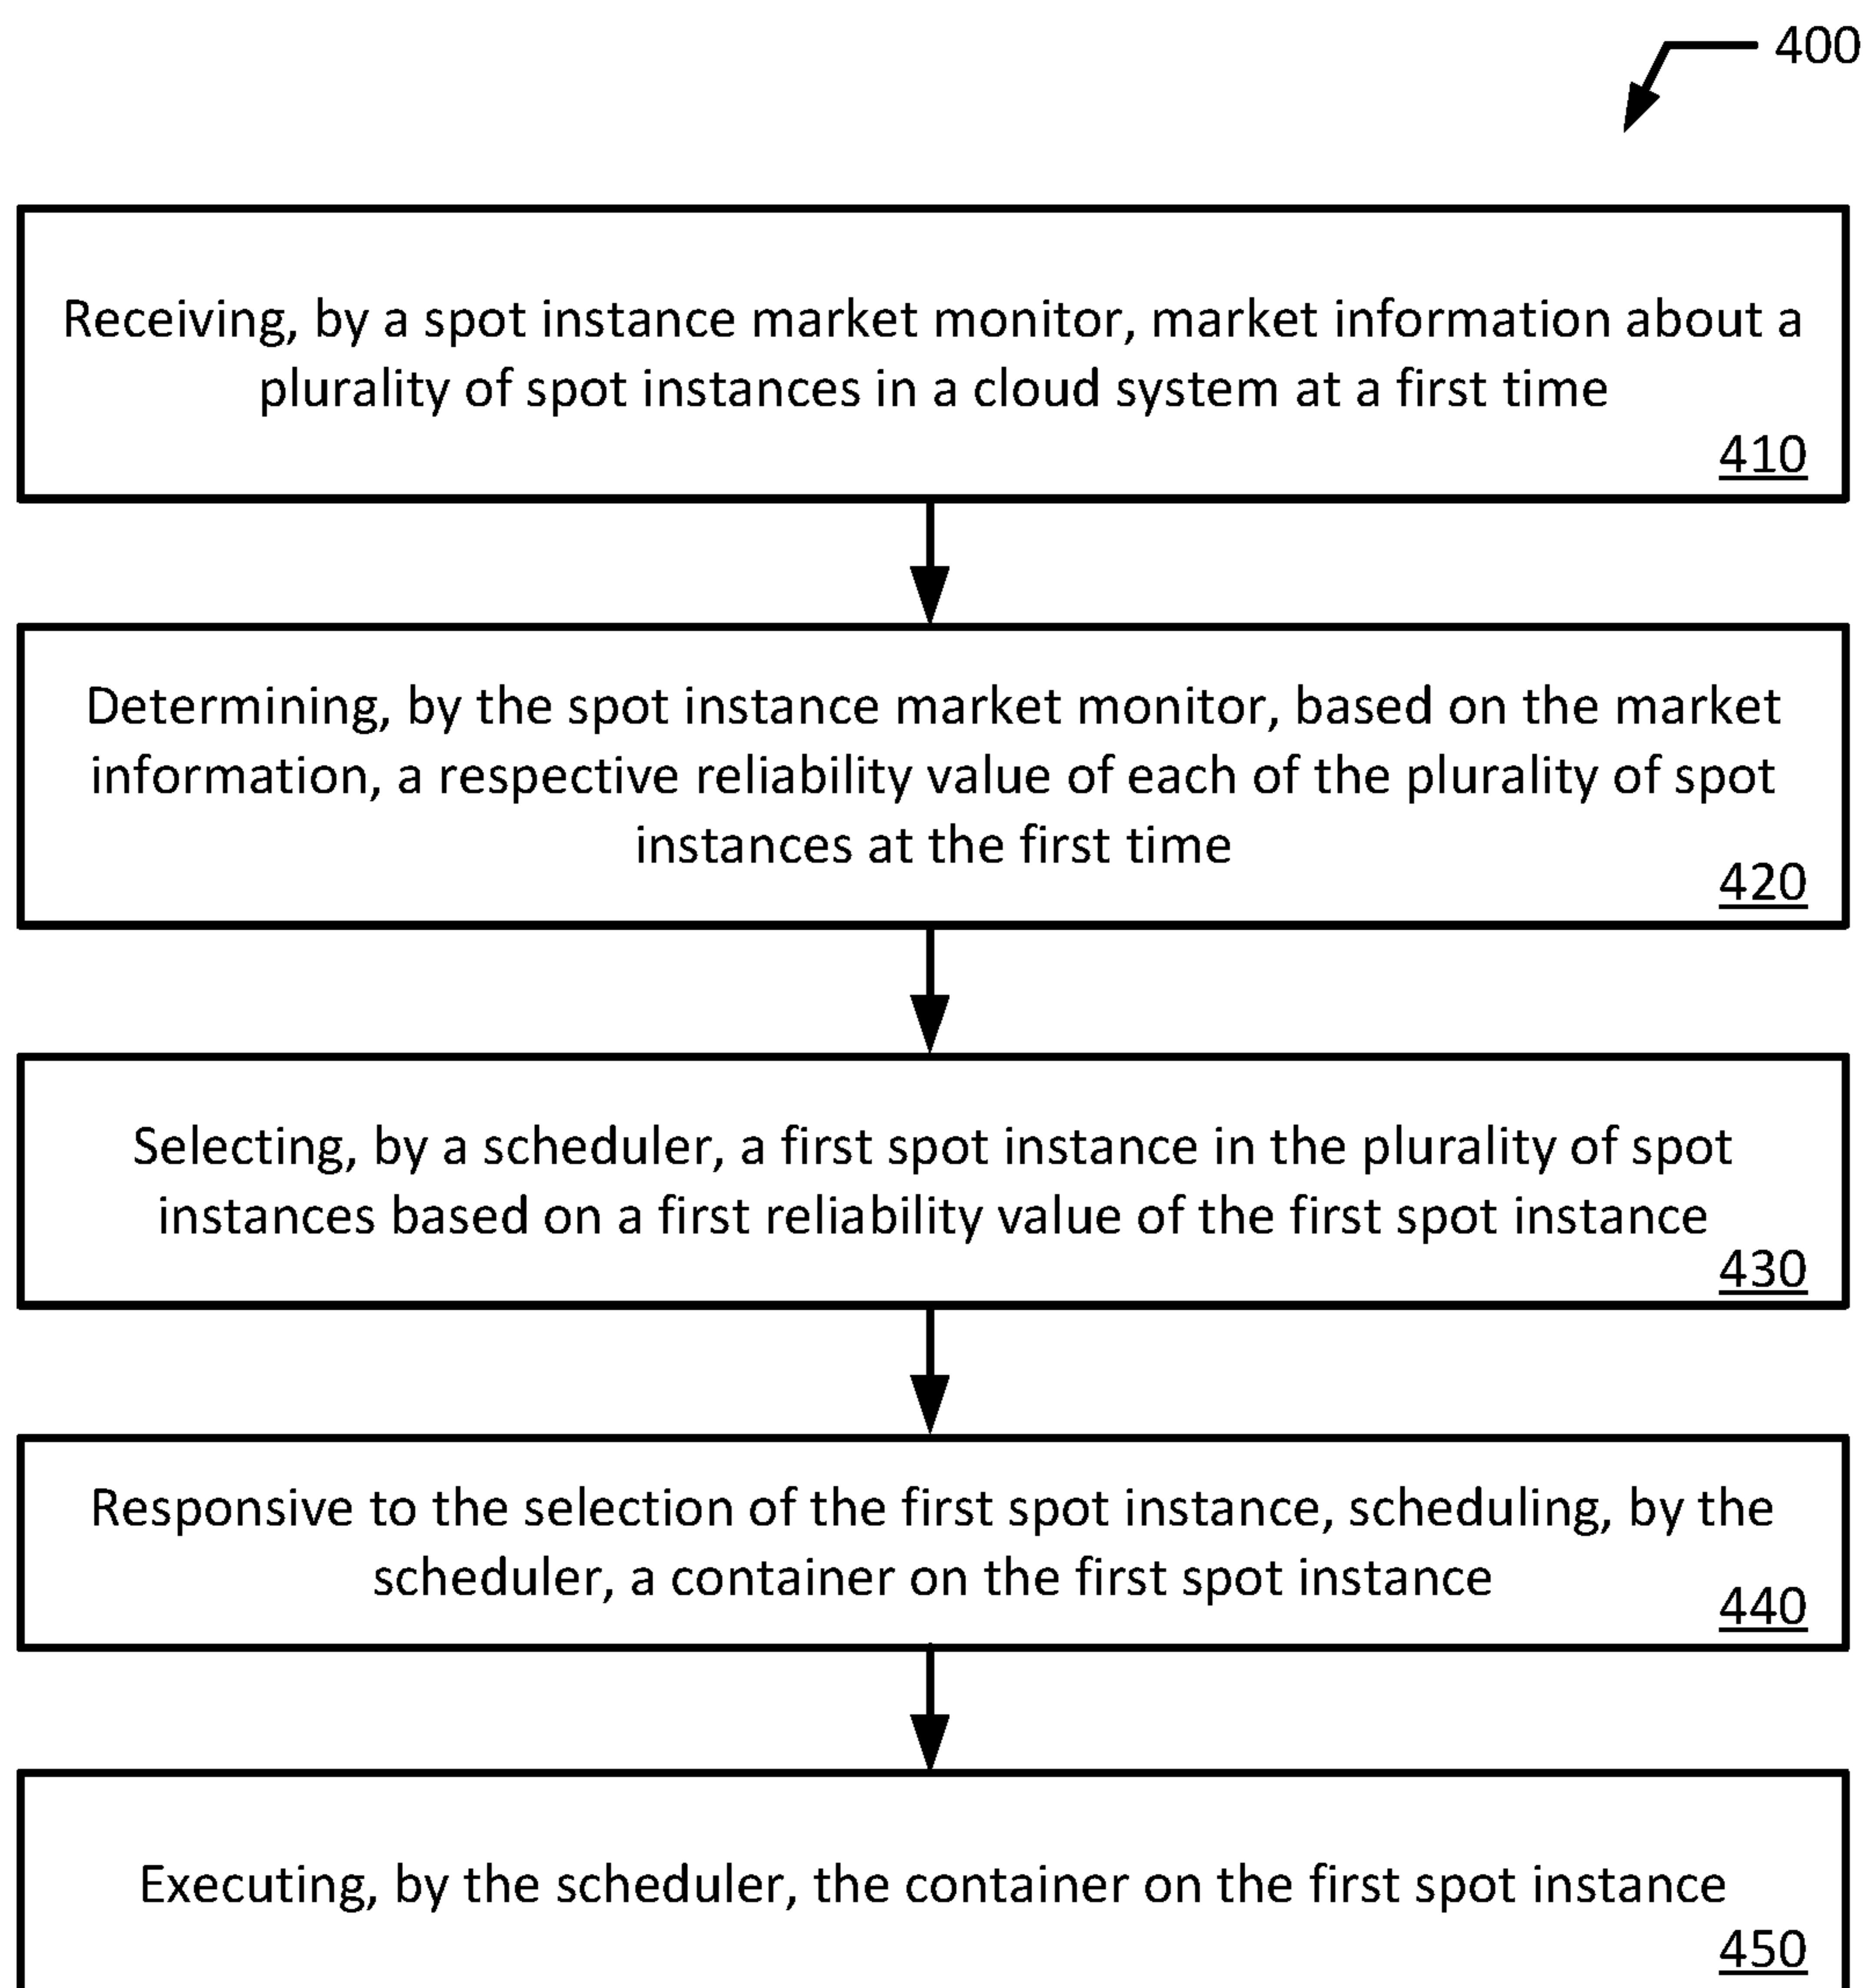 400
Receiving, by a spot instance market monitor, market information about a
plurality of spot instances in a cloud system at a first time
410
Determining, by the spot instance market monitor, based on the market
information, a respective reliability value of each of the plurality of spot
instances at the first time
420
Selecting, by a scheduler, a first spot instance in the plurality of spot
instances based on a first reliability value of the first spot instance
430
Responsive to the selection of the first spot instance, scheduling, by the
scheduler, a container on the first spot instance
440
Executing, by the scheduler, the container on the first spot instance
450